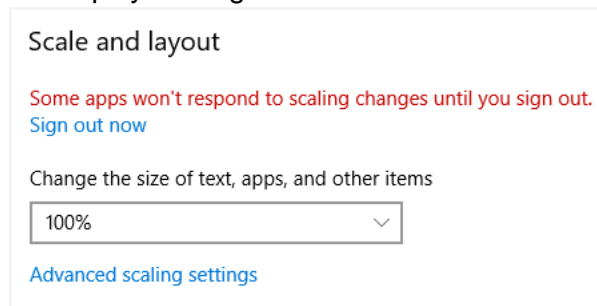 Scale and layout
Some apps won't respond to scaling changes until you sign out.
Sign out now
Change the size of text, apps, and other items
100%
Advanced scaling settings